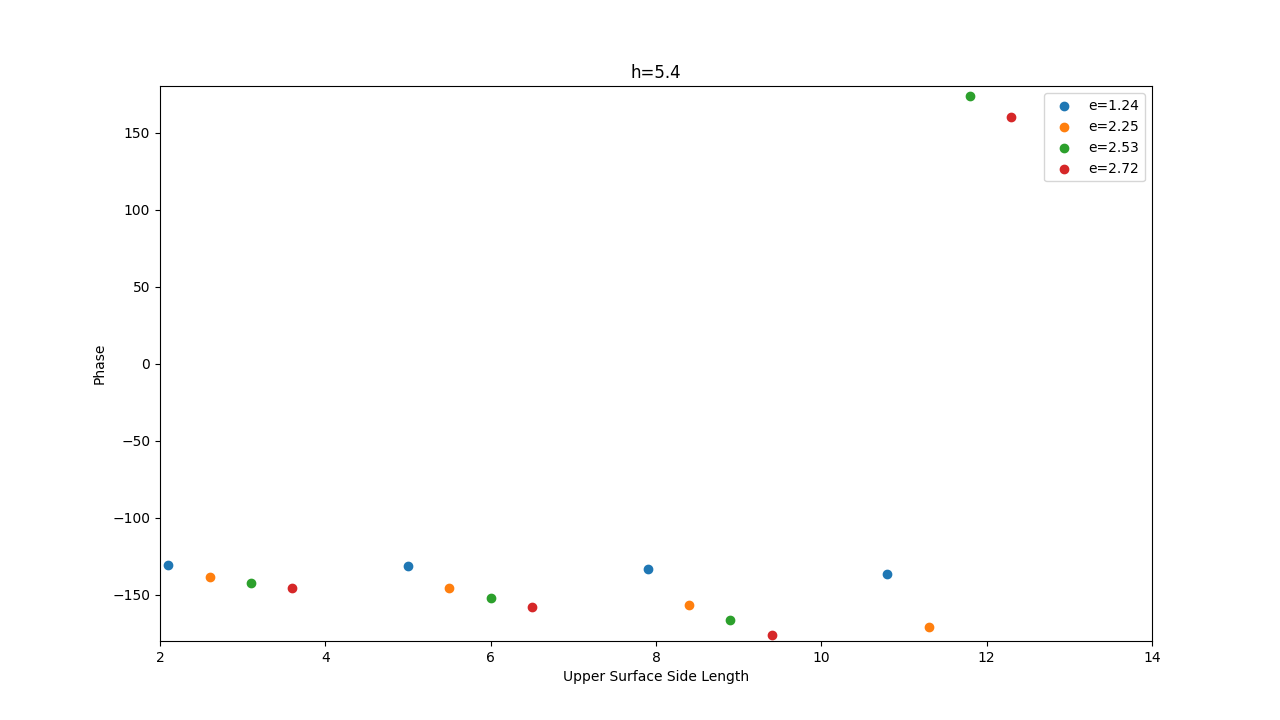 h=5.4
e=1.24
e=2.25
e=2.53
e=2.72
150
100
50
0
−50
−100
−150
Phase
2 4 6 8 10 12 14
Upper Surface Side Length